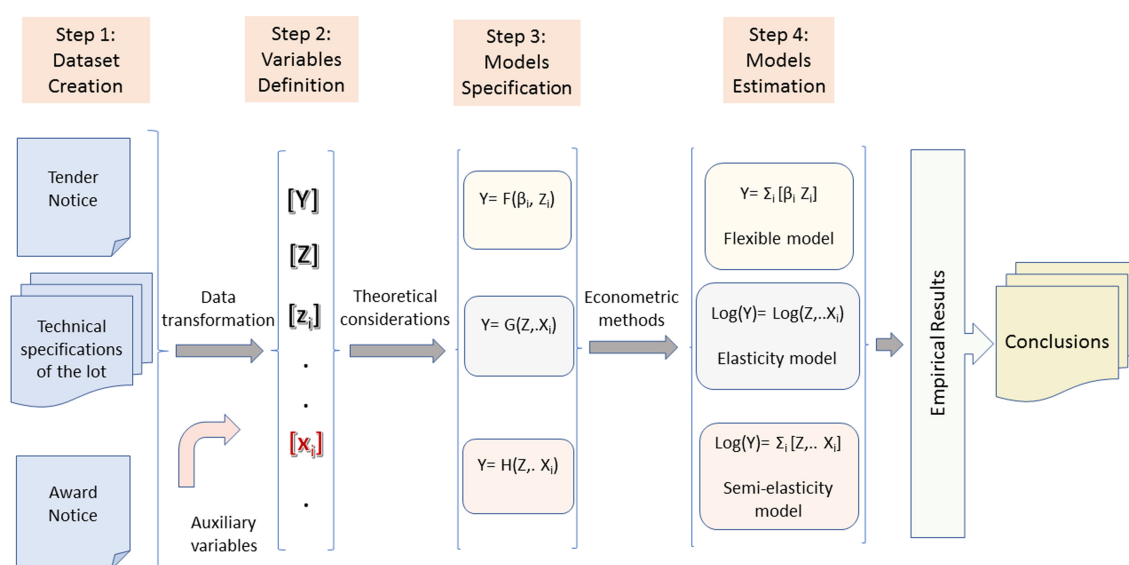 Step 1:
Dataset
Creation
Step 2:
Variables
Definition
Step 3:
Models
Specification
Step 4:
Models
Estimation
Tender
Notice
Technical
specifications
of the lot
Award
Notice
Data
transformation
Auxiliary
variables
[Y]
[Z]
[zᵢ]
.
.
[xᵢ]
.
Theoretical
considerations
Y= F(βᵢ, Zᵢ)
Y= G(Z,.Xᵢ)
Y= H(Z,. Xᵢ)
Econometric
methods
Y= Σᵢ [βᵢ Zᵢ]
Flexible model
Log(Y)= Log(Z,..Xᵢ)
Elasticity model
Log(Y)= Σᵢ [Z,.. Xᵢ]
Semi-elasticity
model
Empirical Results
Conclusions